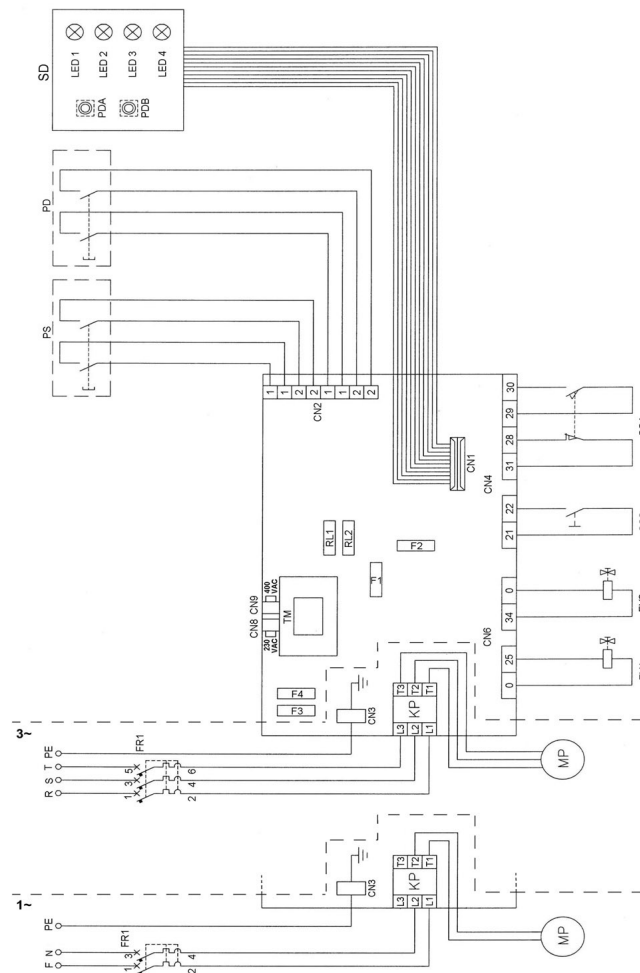 SD
LED 1
LED 2
LED 3
LED 4
PDA
PDB
PD
PS
1
1
2
2
1
1
2
2
CN2
CN1
CN4
30
29
28
31
22
21
0
34
25
0
CN6
RL1
RL2
F2
CN8 CN9
230 VAC
400 VAC
TM
F4
F3
CN3
L3
L2
L1
KP
T3
T2
T1
MP
3~
PE
T
S
R
FR1
5
3
1
6
4
2
CN3
L3
L2
L1
KP
T3
T2
T1
MP
1~
PE
N
F
FR1
3
1
4
2